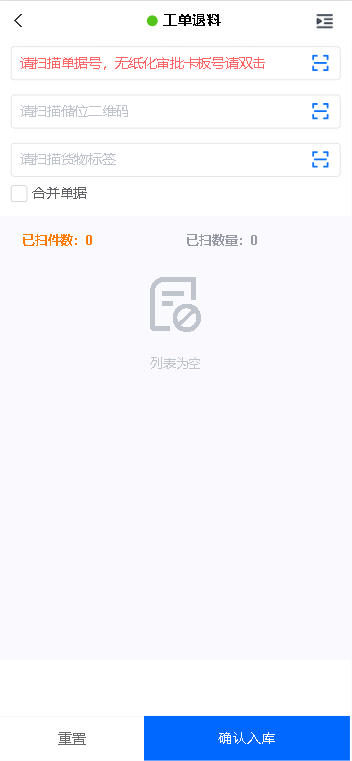 工单退料
请扫描单据号，无纸化审批卡板号请双击
请扫描储位二维码
请扫描货物标签
合并单据
已扫件数：0 已扫数量：0
列表为空
重置 确认入库